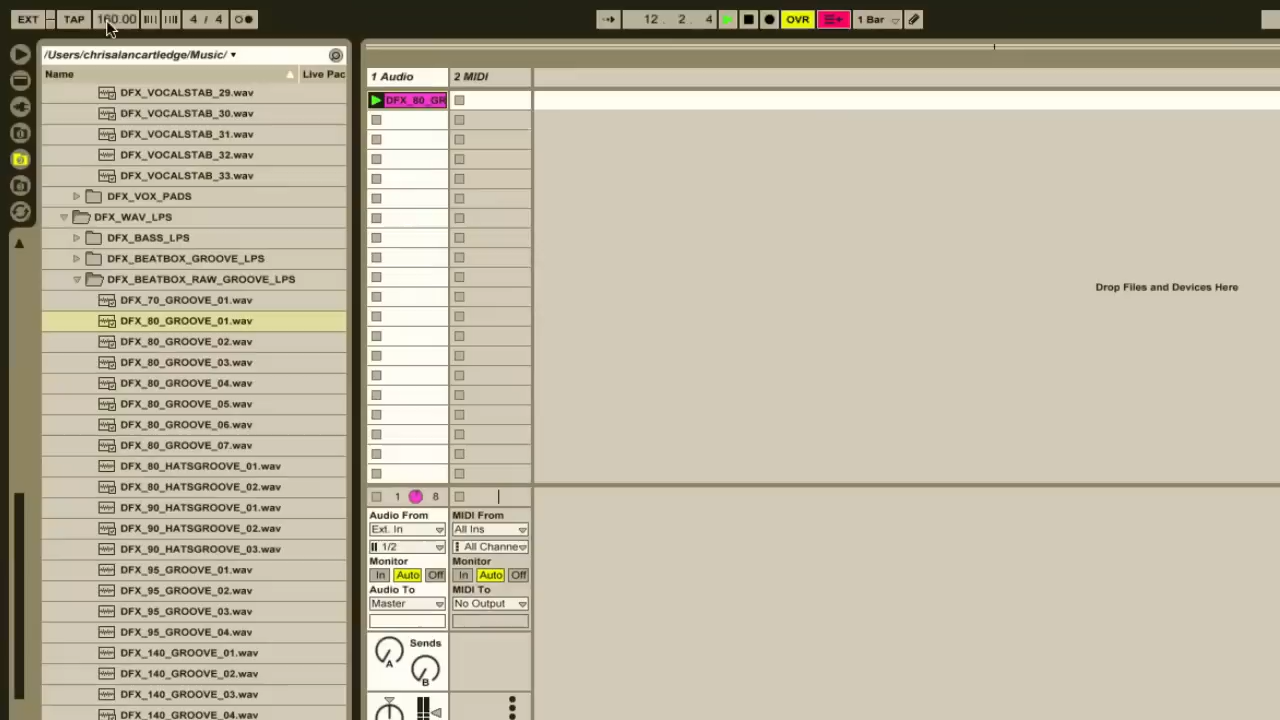 EXT TAP 160.00 4 / 4 12. 2. 4 OVR 1 Bar
/Users/chrisalancartledge/Music/
Name Live Pac
DFX_VOCALSTAB_29.wav
DFX_VOCALSTAB_30.wav
DFX_VOCALSTAB_31.wav
DFX_VOCALSTAB_32.wav
DFX_VOCALSTAB_33.wav
DFX_VOX_PADS
DFX_WAV_LPS
DFX_BASS_LPS
DFX_BEATBOX_GROOVE_LPS
DFX_BEATBOX_RAW_GROOVE_LPS
DFX_70_GROOVE_01.wav
DFX_80_GROOVE_01.wav
DFX_80_GROOVE_02.wav
DFX_80_GROOVE_03.wav
DFX_80_GROOVE_04.wav
DFX_80_GROOVE_05.wav
DFX_80_GROOVE_06.wav
DFX_80_GROOVE_07.wav
DFX_80_HATSGROOVE_01.wav
DFX_80_HATSGROOVE_02.wav
DFX_90_HATSGROOVE_01.wav
DFX_90_HATSGROOVE_02.wav
DFX_90_HATSGROOVE_03.wav
DFX_95_GROOVE_01.wav
DFX_95_GROOVE_02.wav
DFX_95_GROOVE_03.wav
DFX_95_GROOVE_04.wav
DFX_140_GROOVE_01.wav
DFX_140_GROOVE_02.wav
DFX_140_GROOVE_03.wav
DFX_140_GROOVE_04.wav
1 Audio 2 MIDI
DFX_80_GR
Drop Files and Devices Here
1 8
Audio From MIDI From
Ext. In All Ins
1/2 All Channe
Monitor Monitor
In Auto Off In Auto Off
Audio To MIDI To
Master No Output
Sends
A
B